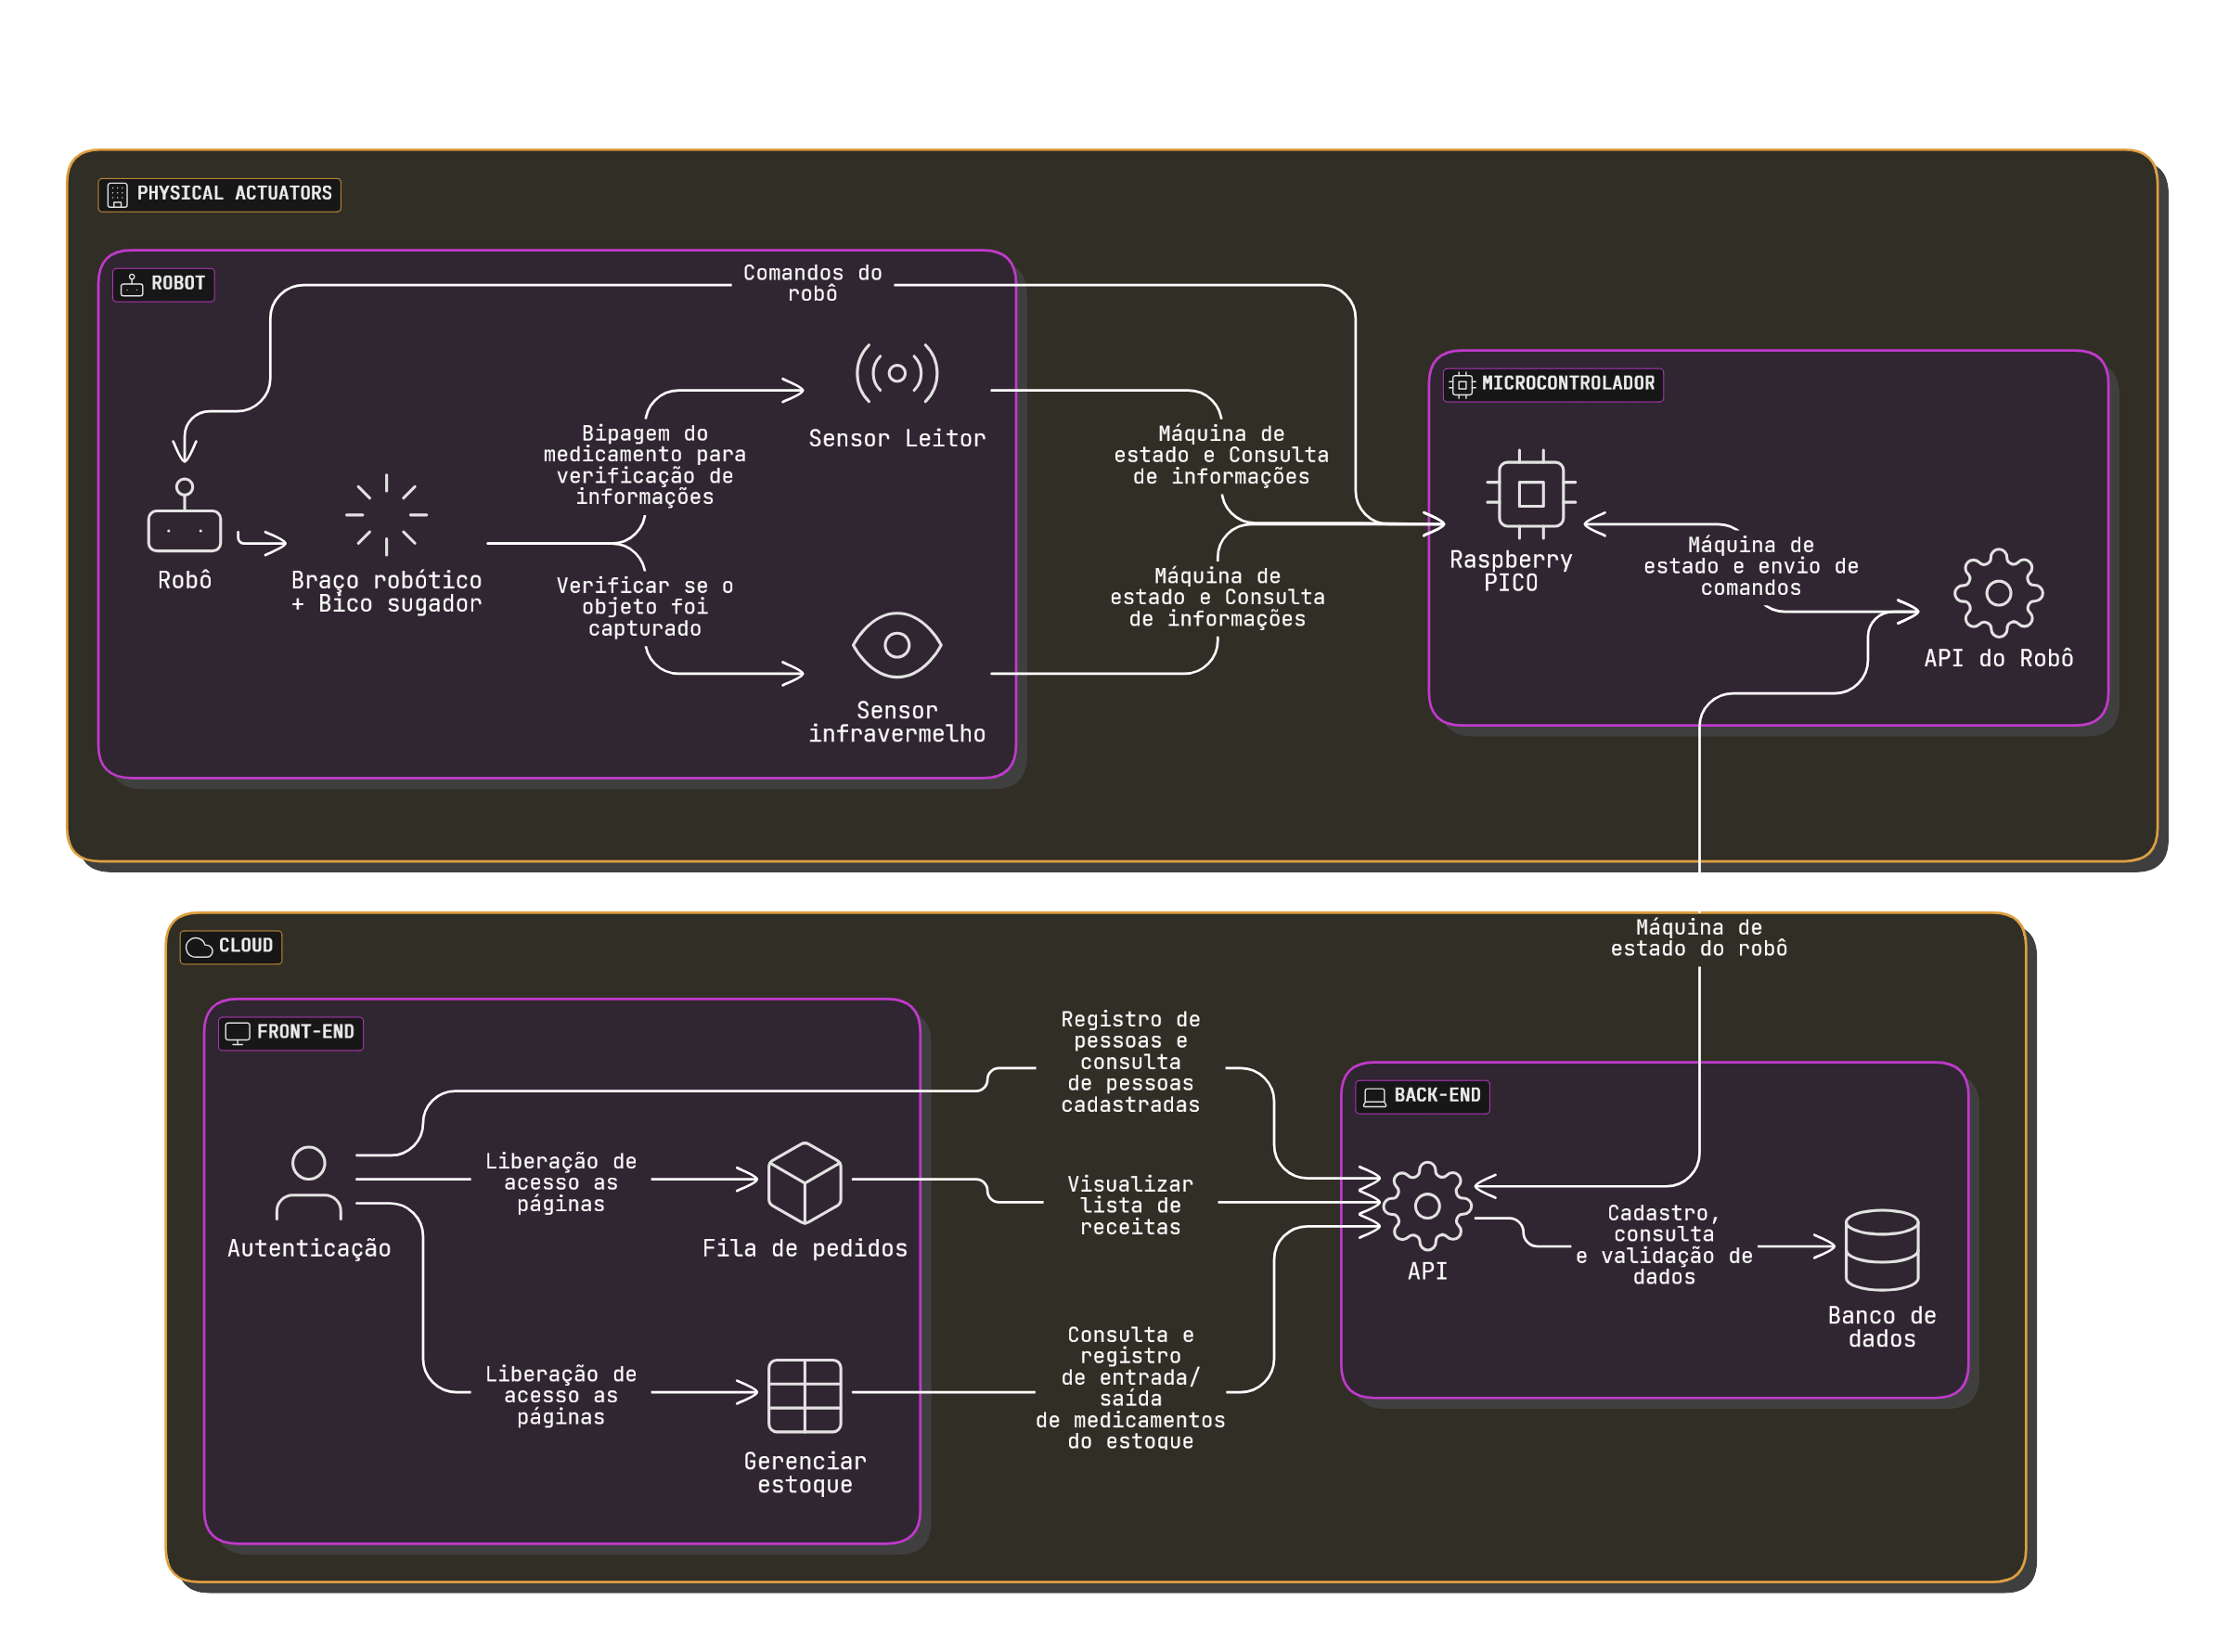 PHYSICAL ACTUATORS
ROBOT
Comandos do
robô
MICROCONTROLADOR
Sensor Leitor
Bipagem do
medicamento para
verificação de
informações
Máquina de
estado e Consulta
de informações
Robô
Braço robótico
+ Bico sugador
Verificar se o
objeto foi
capturado
Máquina de
estado e Consulta
de informações
Raspberry
PICO
Máquina de
estado e envio de
comandos
API do Robô
Sensor
infravermelho
CLOUD
Máquina de
estado do robô
FRONT-END
Registro de
pessoas e
consulta
de pessoas
cadastradas
BACK-END
Autenticação
Liberação de
acesso as
páginas
Fila de pedidos
Visualizar
lista de
receitas
API
Cadastro,
consulta
e validação de
dados
Banco de
dados
Liberação de
acesso as
páginas
Gerenciar
estoque
Consulta e
registro
de entrada/
saída
de medicamentos
do estoque